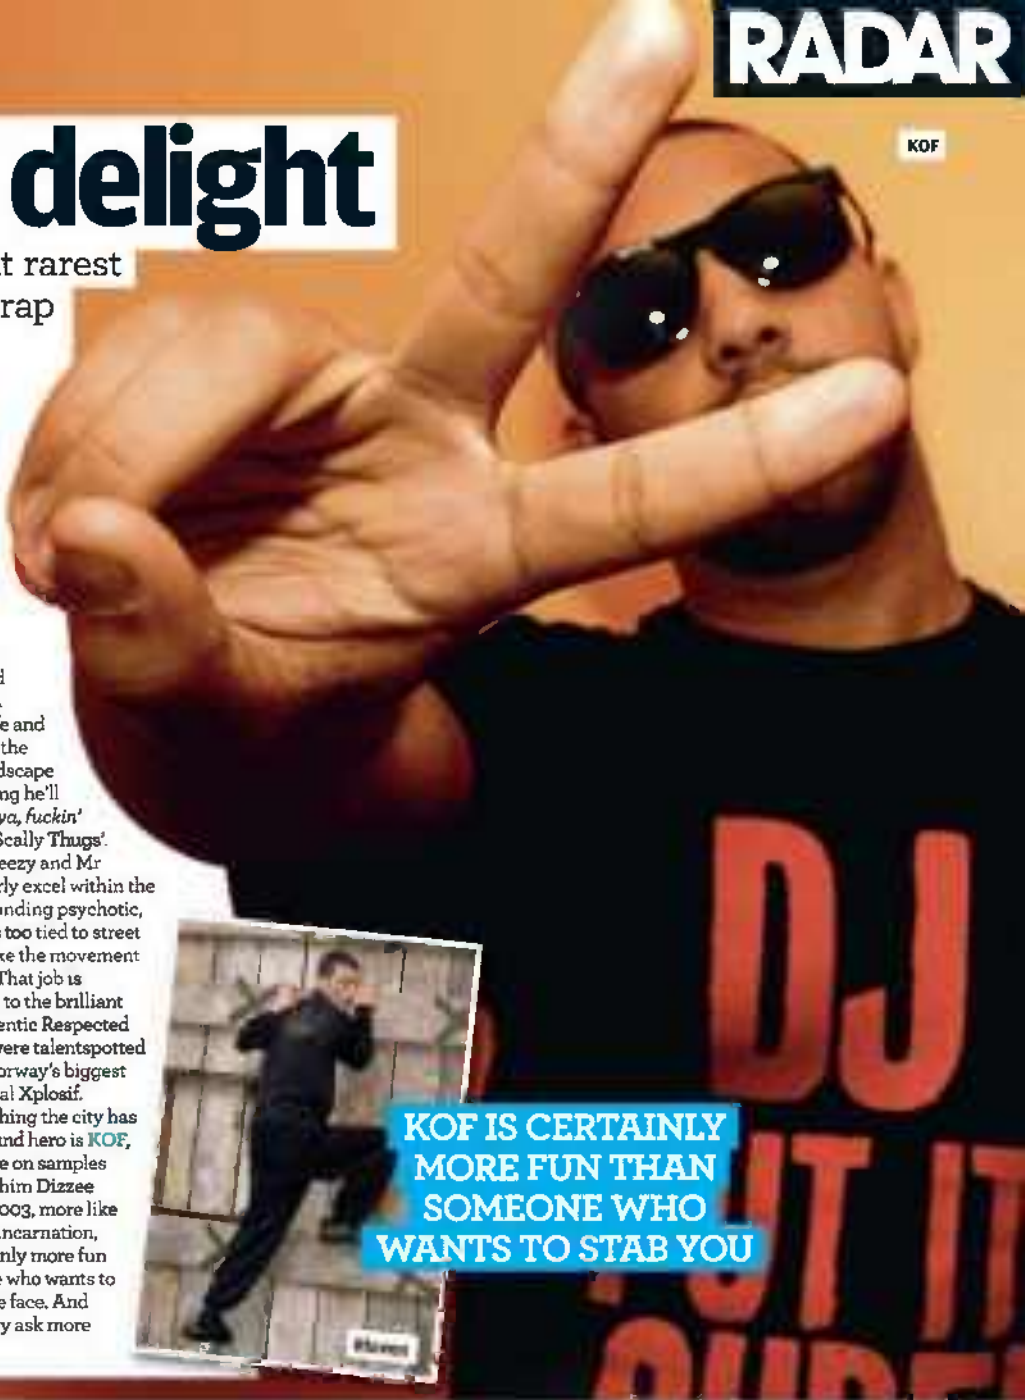 RADAR
KOF
delight
t rarest
rap
e and
the
dscape
ng he'll
ya, fuckin'
Scally Thugs'.
eezy and Mr
rly excel within the
unding psychotic,
s too tied to street
ke the movement
That job is
to the brilliant
entic Respected
vere talentspotted
orway's biggest
al Xplosif.
hing the city has
and hero is KOF,
e on samples
him Dizzee
003, more like
ncarnation,
nly more fun
e who wants to
e face. And
y ask more
KOF IS CERTAINLY
MORE FUN THAN
SOMEONE WHO
WANTS TO STAB YOU
DJ
PUT IT